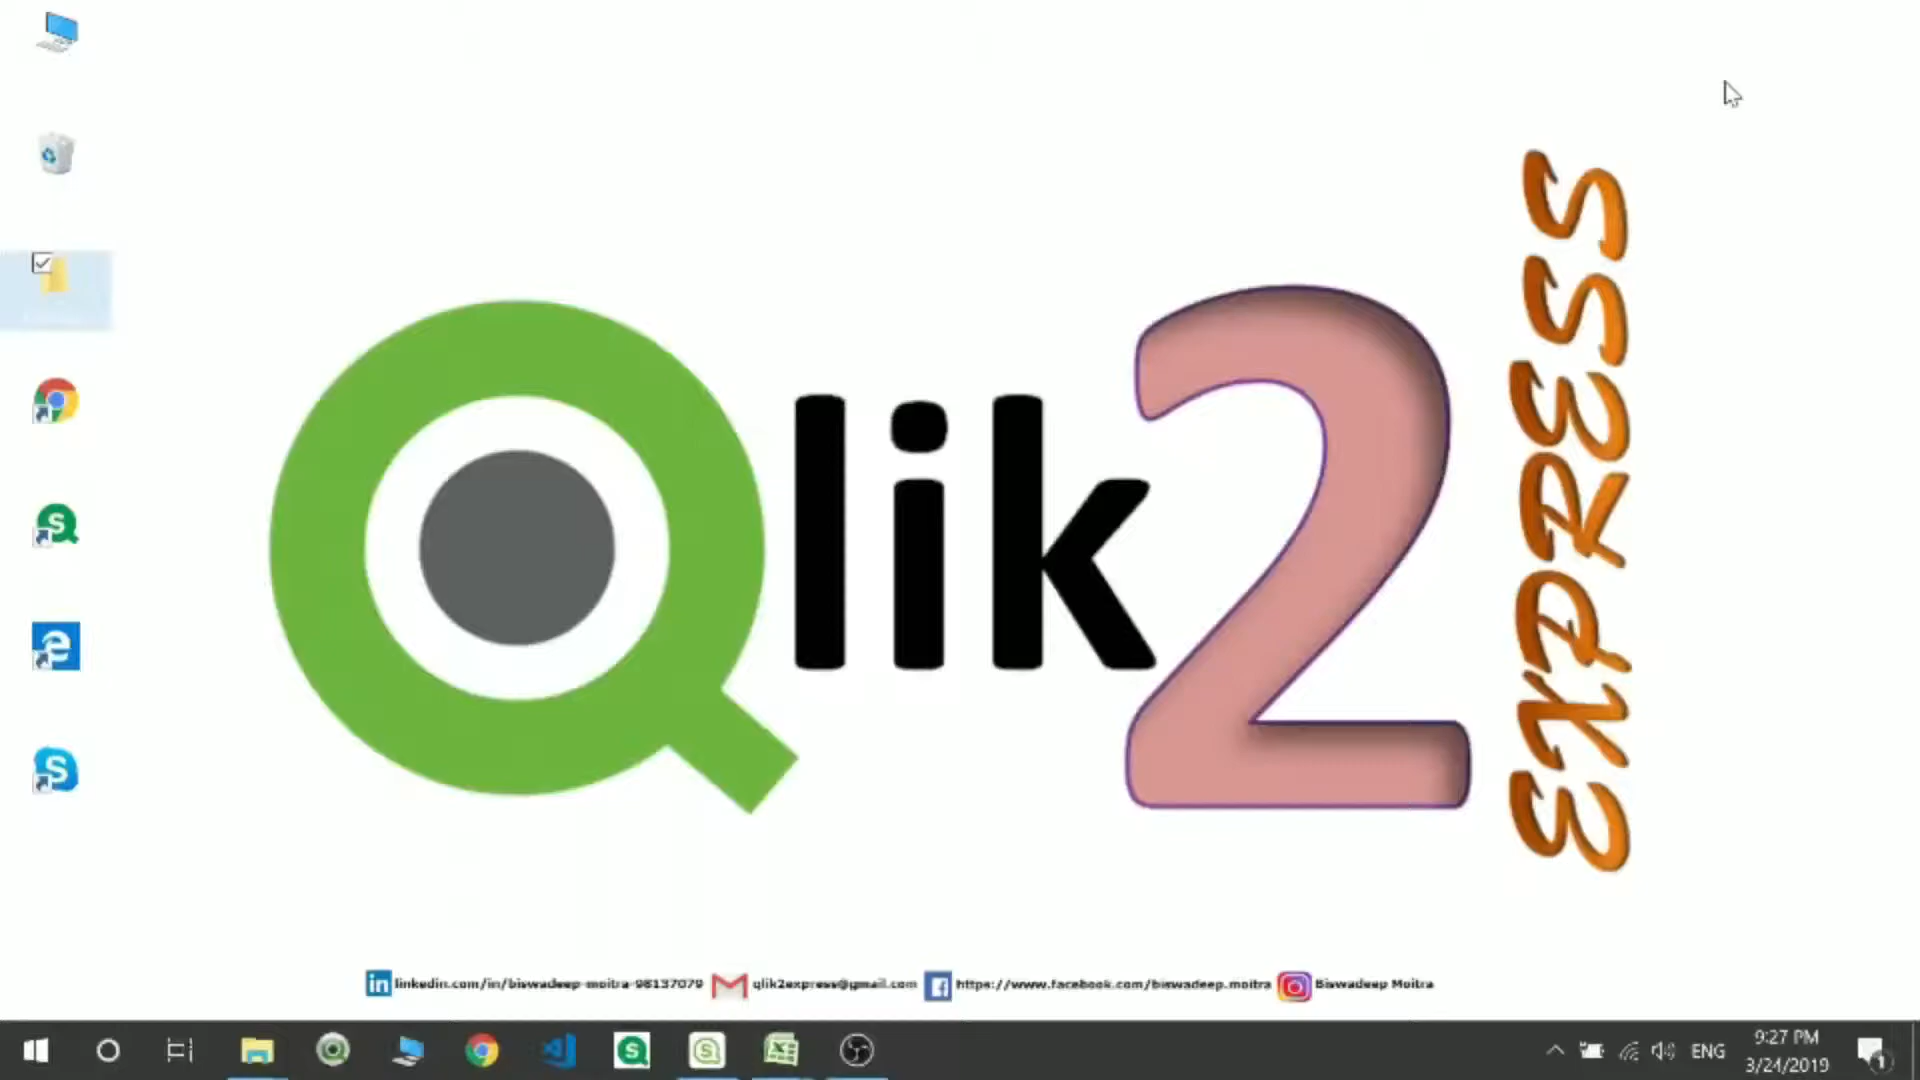 Qlik2
EXPRESS
linkedin.com/in/biswadeep-moitra-98137079 qlik2express@gmail.com https://www.facebook.com/biswadeep.moitra Biswadeep Moitra
ENG
9:27 PM
3/24/2019
1